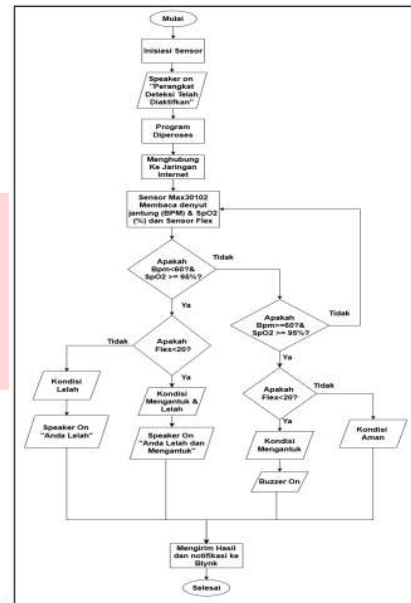 Mulai
Inisiasi Sensor
Speaker on
"Perangkat
Deteksi Telah
Diaktifkan"
Program
Diperoses
Menghubung
Ke Jaringan
Internet
Sensor Max30102
Membaca denyut
jantung (BPM) & SpO2
(%) dan Sensor Flex
Apakah
Bpm<60?&
SpO2 >= 95%?
Tidak
Ya
Apakah
Bpm>=60?&
SpO2 >= 95%?
Tidak
Ya
Apakah
Flex<20?
Tidak
Ya
Kondisi
Lelah
Speaker On
"Anda Lelah"
Kondisi
Mengantuk &
Lelah
Speaker On
"Anda Lelah dan
Mengantuk"
Apakah
Flex<20?
Tidak
Ya
Kondisi
Mengantuk
Buzzer On
Kondisi
Aman
Mengirim Hasil
dan notifikasi ke
Blynk
Selesai